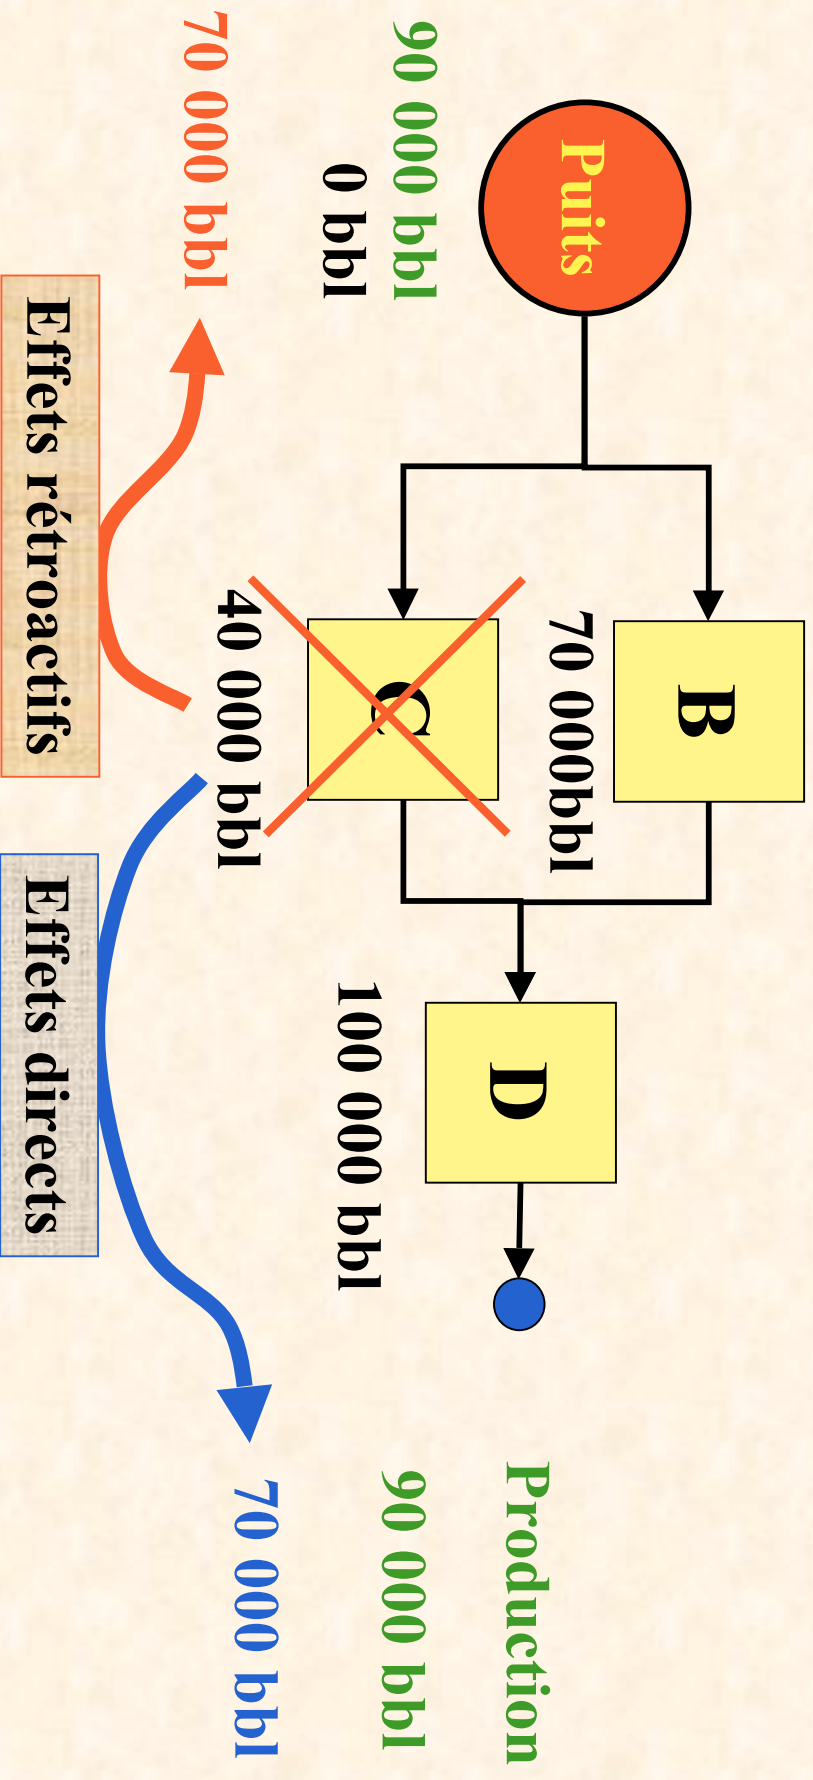 B
70 000bbl
Puits
C
D
Production
90 000 bbl
0 bbl
40 000 bbl
100 000 bbl
90 000 bbl
70 000 bbl
70 000 bbl
Effets rétroactifs
Effets directs